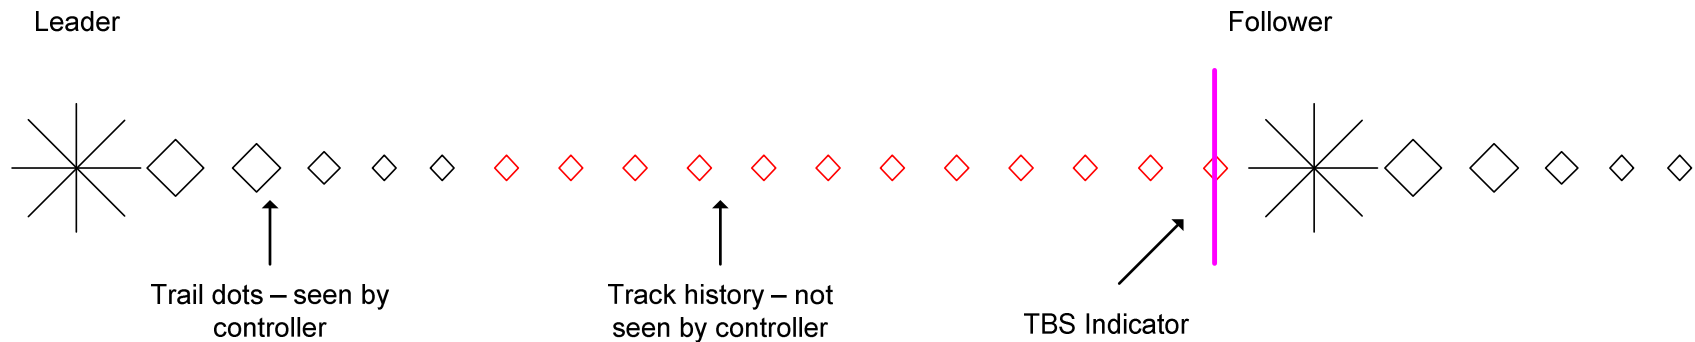 Leader
Follower
Trail dots – seen by
controller
Track history – not
seen by controller
TBS Indicator